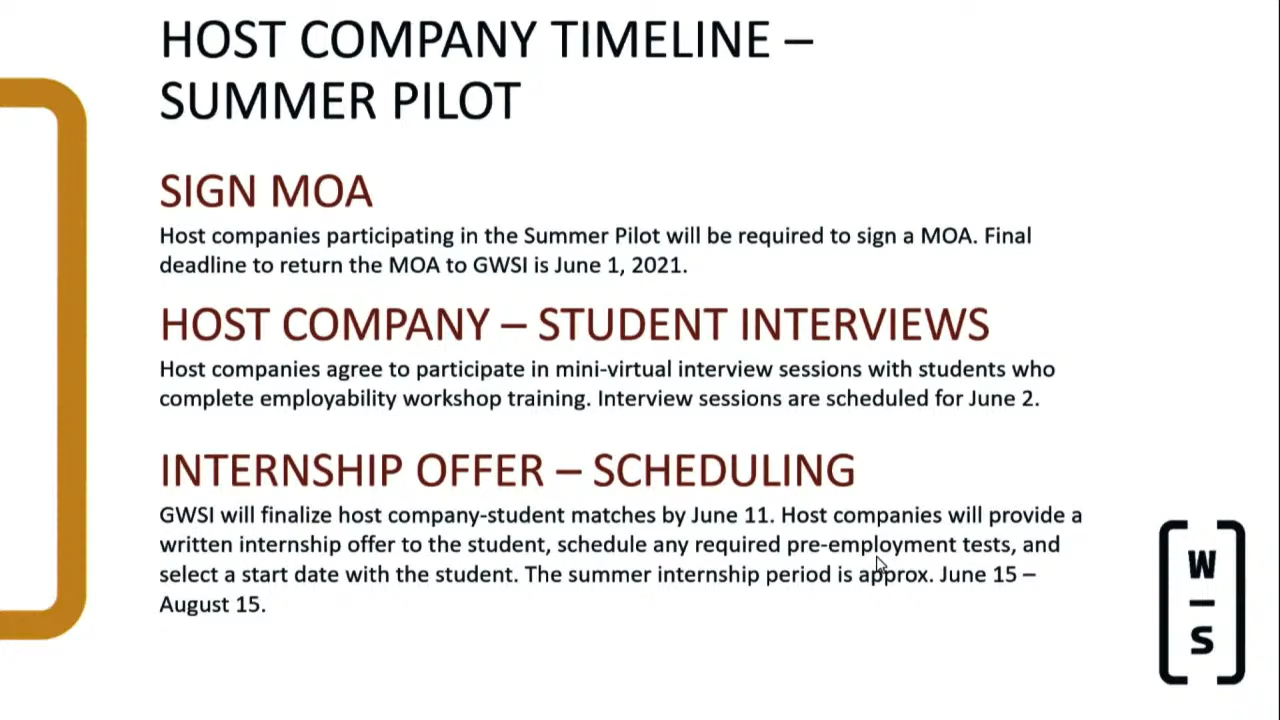 HOST COMPANY TIMELINE –
SUMMER PILOT
SIGN MOA
Host companies participating in the Summer Pilot will be required to sign a MOA. Final
deadline to return the MOA to GWSI is June 1, 2021.
HOST COMPANY – STUDENT INTERVIEWS
Host companies agree to participate in mini-virtual interview sessions with students who
complete employability workshop training. Interview sessions are scheduled for June 2.
INTERNSHIP OFFER – SCHEDULING
GWSI will finalize host company-student matches by June 11. Host companies will provide a
written internship offer to the student, schedule any required pre-employment tests, and
select a start date with the student. The summer internship period is approx. June 15 –
August 15.
W
–
S